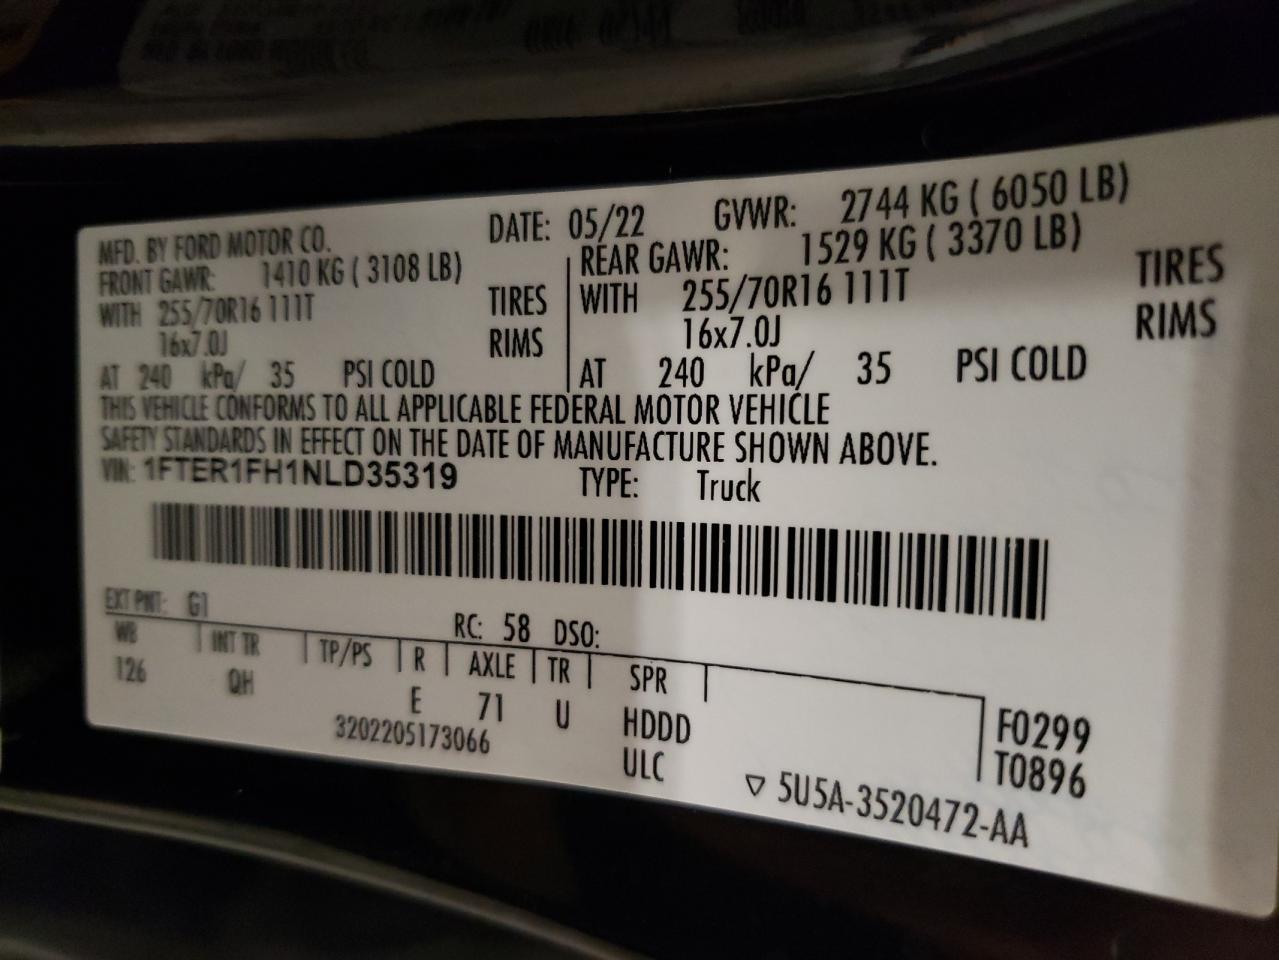 MFD. BY FORD MOTOR CO. DATE: 05/22 GVWR: 2744 KG ( 6050 LB)
FRONT GAWR: 1410 KG ( 3108 LB) REAR GAWR: 1529 KG ( 3370 LB)
WITH 255/70R16 111T TIRES WITH 255/70R16 111T TIRES
16x7.0J RIMS 16x7.0J RIMS
AT 240 kPa/ 35 PSI COLD AT 240 kPa/ 35 PSI COLD
THIS VEHICLE CONFORMS TO ALL APPLICABLE FEDERAL MOTOR VEHICLE
SAFETY STANDARDS IN EFFECT ON THE DATE OF MANUFACTURE SHOWN ABOVE.
VIN: 1FTER1FH1NLD35319 TYPE: Truck
EXT PNT: G1 RC: 58 DSO:
WB INT TR TP/PS R AXLE TR SPR
126 QH E 71 U HDDD F0299
3202205173066 ULC T0896
▽ 5U5A-3520472-AA